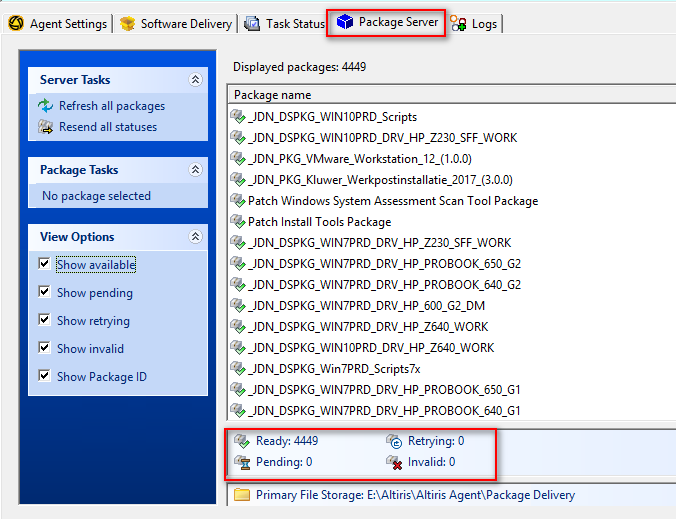 Agent Settings Software Delivery Task Status Package Server Logs
Server Tasks
Refresh all packages
Resend all statuses
Package Tasks
No package selected
View Options
Show available
Show pending
Show retrying
Show invalid
Show Package ID
Displayed packages: 4449
Package name
_JDN_DSPKG_WIN10PRD_Scripts
_JDN_DSPKG_WIN10PRD_DRV_HP_Z230_SFF_WORK
_JDN_PKG_VMware_Workstation_12_(1.0.0)
_JDN_PKG_Kluwer_Werkpostinstallatie_2017_(3.0.0)
Patch Windows System Assessment Scan Tool Package
Patch Install Tools Package
_JDN_DSPKG_WIN7PRD_DRV_HP_Z230_SFF_WORK
_JDN_DSPKG_WIN7PRD_DRV_HP_PROBOOK_650_G2
_JDN_DSPKG_WIN7PRD_DRV_HP_PROBOOK_640_G2
_JDN_DSPKG_WIN7PRD_DRV_HP_600_G2_DM
_JDN_DSPKG_WIN7PRD_DRV_HP_Z640_WORK
_JDN_DSPKG_WIN10PRD_DRV_HP_Z640_WORK
_JDN_DSPKG_Win7PRD_Scripts7x
_JDN_DSPKG_WIN7PRD_DRV_HP_PROBOOK_650_G1
_JDN_DSPKG_WIN7PRD_DRV_HP_PROBOOK_640_G1
Ready: 4449 Retrying: 0
Pending: 0 Invalid: 0
Primary File Storage: E:\Altiris\Altiris Agent\Package Delivery